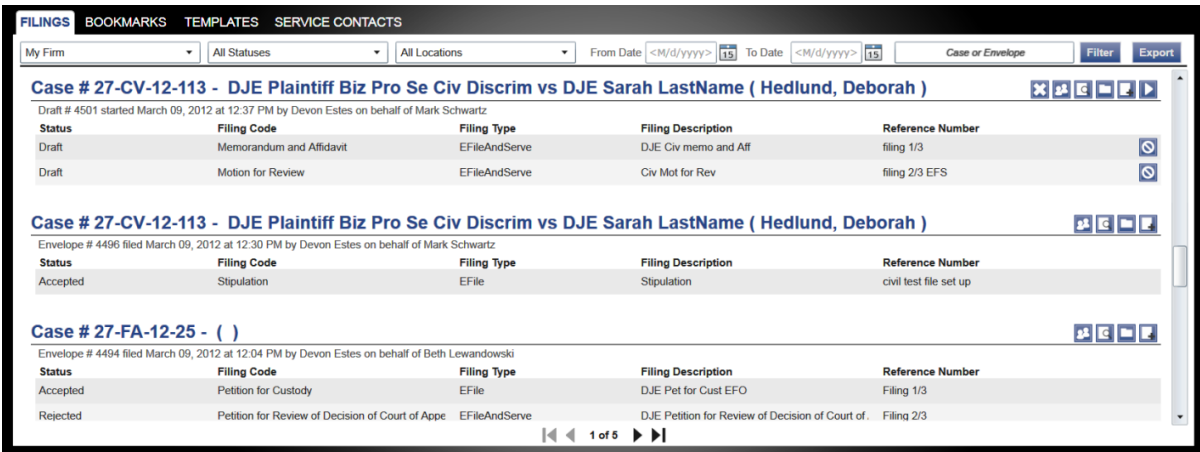 FILINGS BOOKMARKS TEMPLATES SERVICE CONTACTS
My Firm All Statuses All Locations From Date <M/d/yyyy> 15 To Date <M/d/yyyy> 15 Case or Envelope Filter Export
Case # 27-CV-12-113 - DJE Plaintiff Biz Pro Se Civ Discrim vs DJE Sarah LastName ( Hedlund, Deborah )
Draft # 4501 started March 09, 2012 at 12:37 PM by Devon Estes on behalf of Mark Schwartz
Status Filing Code Filing Type Filing Description Reference Number
Draft Memorandum and Affidavit EFileAndServe DJE Civ memo and Aff filing 1/3
Draft Motion for Review EFileAndServe Civ Mot for Rev filing 2/3 EFS
Case # 27-CV-12-113 - DJE Plaintiff Biz Pro Se Civ Discrim vs DJE Sarah LastName ( Hedlund, Deborah )
Envelope # 4496 filed March 09, 2012 at 12:30 PM by Devon Estes on behalf of Mark Schwartz
Status Filing Code Filing Type Filing Description Reference Number
Accepted Stipulation EFile Stipulation civil test file set up
Case # 27-FA-12-25 - ( )
Envelope # 4494 filed March 09, 2012 at 12:04 PM by Devon Estes on behalf of Beth Lewandowski
Status Filing Code Filing Type Filing Description Reference Number
Accepted Petition for Custody EFile DJE Pet for Cust EFO Filing 1/3
Rejected Petition for Review of Decision of Court of Appe EFileAndServe DJE Petition for Review of Decision of Court of . Filing 2/3
1 of 5